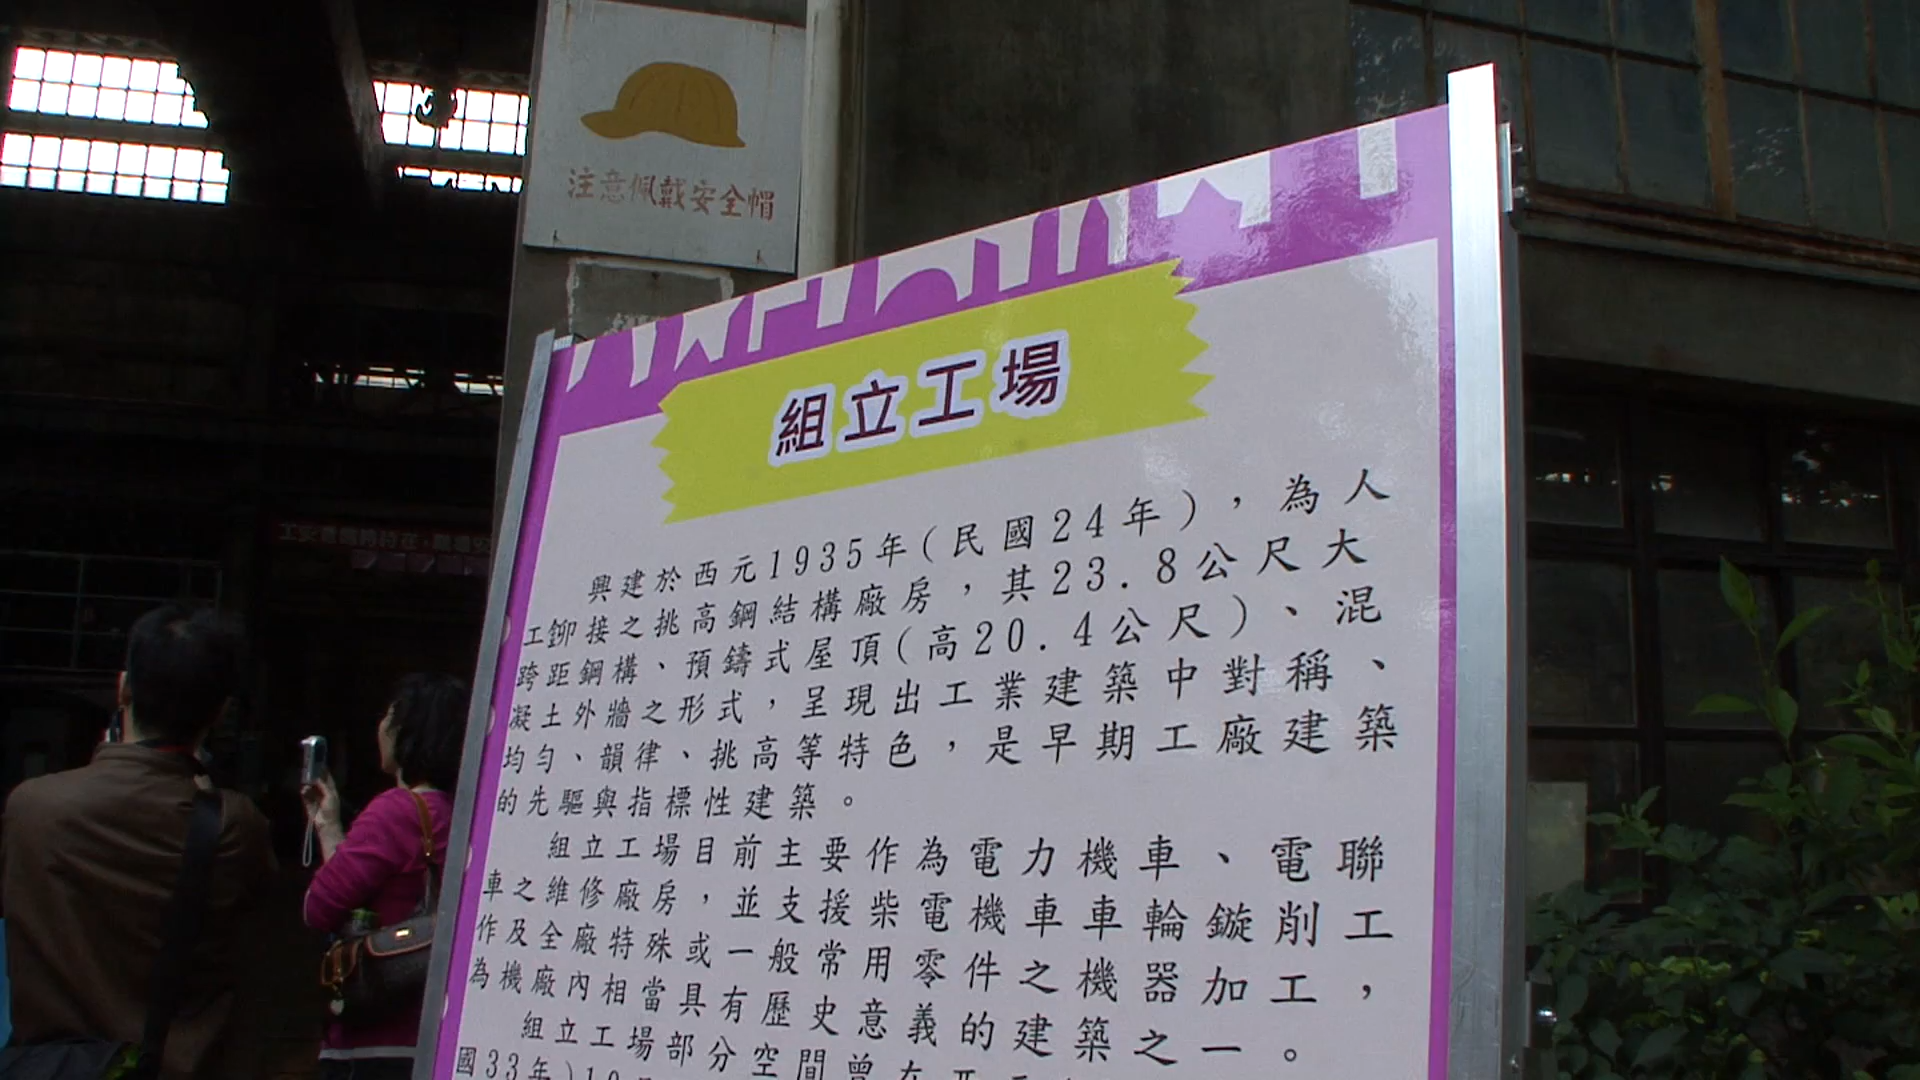 注意佩戴安全帽
組立工場
興建於西元1935年(民國24年)，為人
工鉚接之挑高鋼結構廠房，其23.8公尺大
跨距鋼構、預鑄式屋頂(高20.4公尺)、混
凝土外牆之形式，呈現出工業建築中對稱、
均勻、韻律、挑高等特色，是早期工廠建築
的先驅與指標性建築。
組立工場目前主要作為電力機車、電聯
車之維修廠房，並支援柴電機車車輪鏇削工
作及全廠特殊或一般常用零件之機器加工，
為機廠內相當具有歷史意義的建築之一。
組立工場部分空間曾在
國33年)10